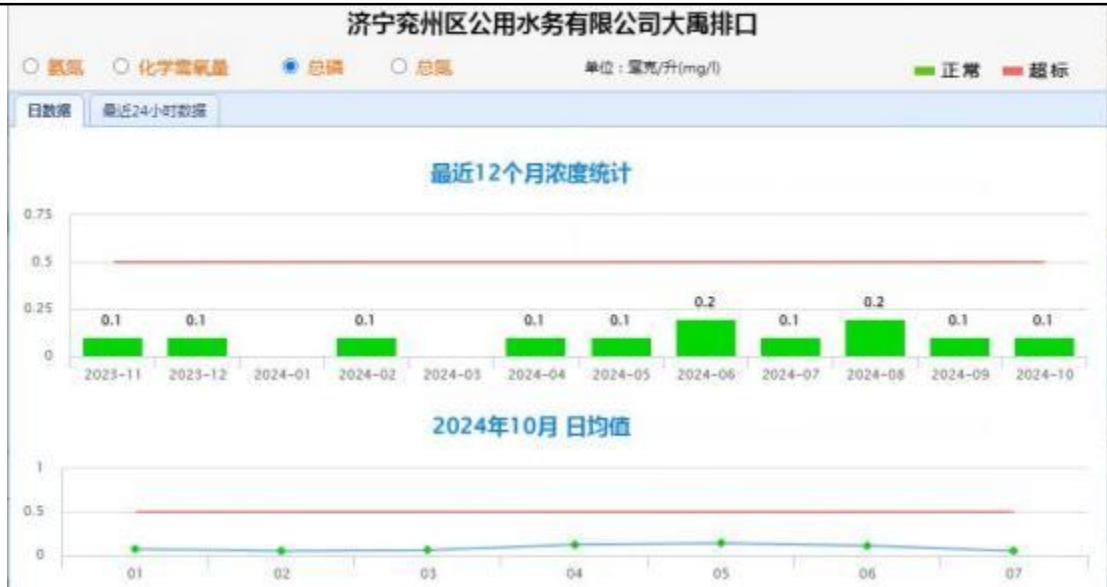 济宁兖州区公用水务有限公司大禹排口
氨氮 化学需氧量 总磷 总氮 单位：毫克/升(mg/l) 正常 超标
日数据 最近24小时数据
最近12个月浓度统计
0.75
0.5
0.25
0
0.1 0.1 0.1 0.1 0.1 0.2 0.1 0.2 0.1 0.1
2023-11 2023-12 2024-01 2024-02 2024-03 2024-04 2024-05 2024-06 2024-07 2024-08 2024-09 2024-10
2024年10月 日均值
1
0.5
0
01 02 03 04 05 06 07